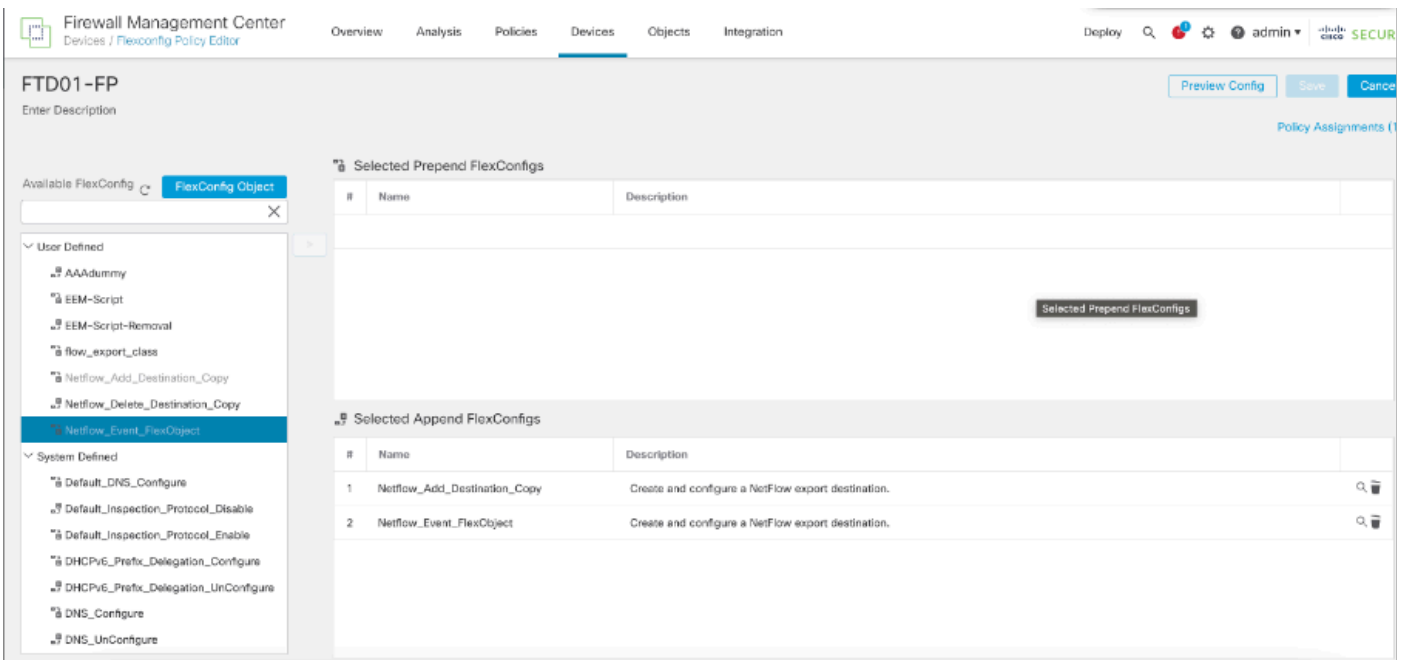 Firewall Management Center
Devices / Flexconfig Policy Editor
Overview Analysis Policies Devices Objects Integration
Deploy admin cisco SECUR
FTD01-FP
Enter Description
Preview Config Save Cance
Policy Assignments (1
Available FlexConfig FlexConfig Object
User Defined
AAAdummy
EEM-Script
EEM-Script-Removal
flow_export_class
Netflow_Add_Destination_Copy
Netflow_Delete_Destination_Copy
Netflow_Event_FlexObject
System Defined
Default_DNS_Configure
Default_Inspection_Protocol_Disable
Default_Inspection_Protocol_Enable
DHCPv6_Prefix_Delegation_Configure
DHCPv6_Prefix_Delegation_UnConfigure
DNS_Configure
DNS_UnConfigure
Selected Prepend FlexConfigs
# Name Description
Selected Prepend FlexConfigs
Selected Append FlexConfigs
# Name Description
1 Netflow_Add_Destination_Copy Create and configure a NetFlow export destination.
2 Netflow_Event_FlexObject Create and configure a NetFlow export destination.